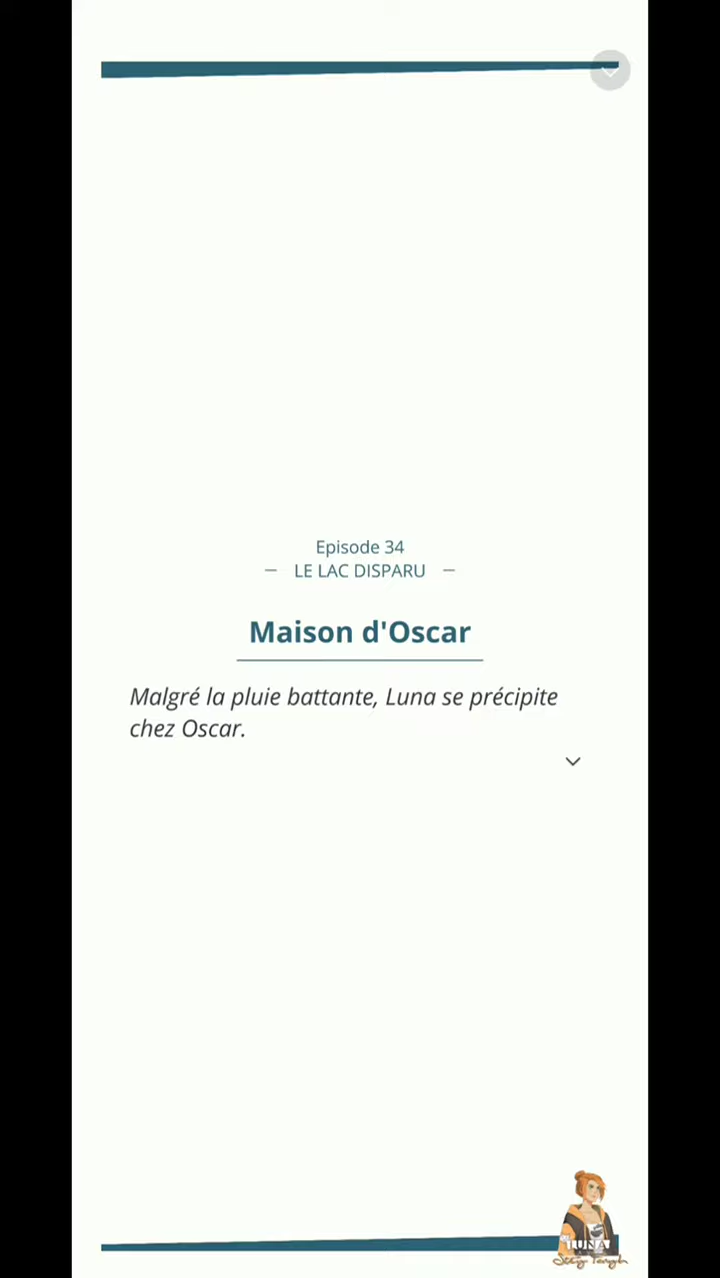 Episode 34
— LE LAC DISPARU —
Maison d'Oscar
Malgré la pluie battante, Luna se précipite
chez Oscar.
LUNA